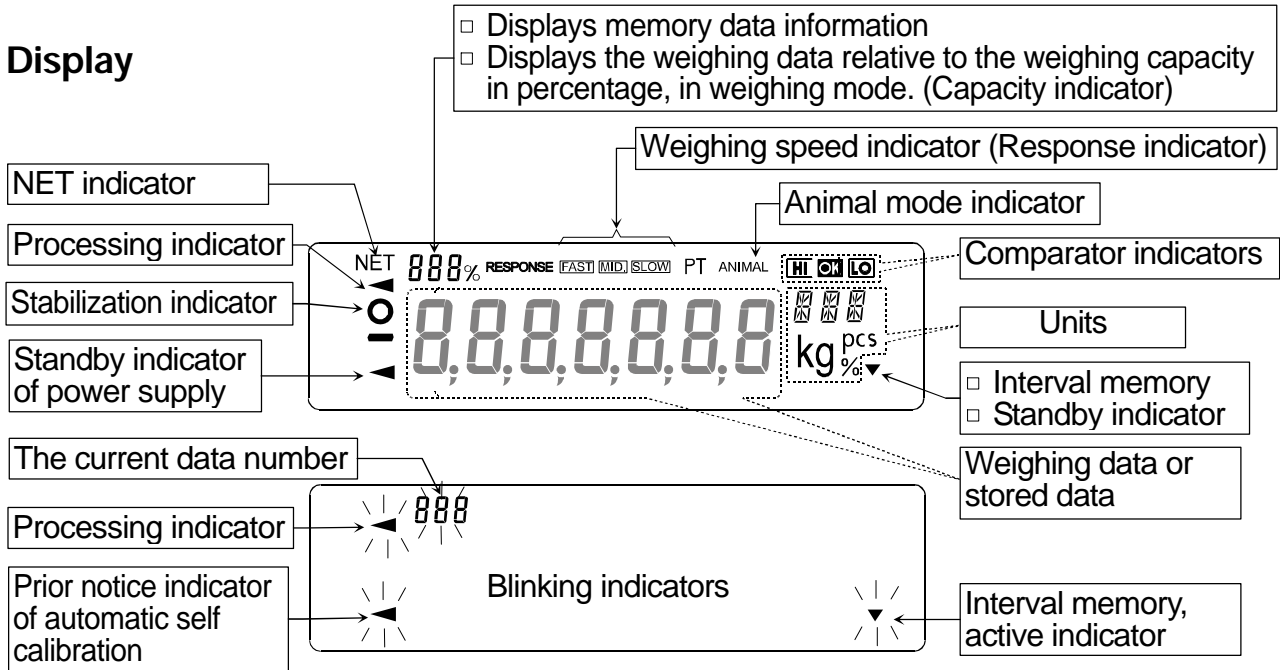 Display
□ Displays memory data information
□ Displays the weighing data relative to the weighing capacity
in percentage, in weighing mode. (Capacity indicator)
Weighing speed indicator (Response indicator)
NET indicator
Animal mode indicator
Processing indicator
Comparator indicators
NET 888% RESPONSE FAST MID. SLOW PT ANIMAL HI OK LO
Stabilization indicator
8,8,8,8,8,8,8
888
Units
kg pcs
%
Standby indicator
of power supply
□ Interval memory
□ Standby indicator
The current data number
Weighing data or
stored data
888
Processing indicator
Prior notice indicator
of automatic self
calibration
Blinking indicators
Interval memory,
active indicator